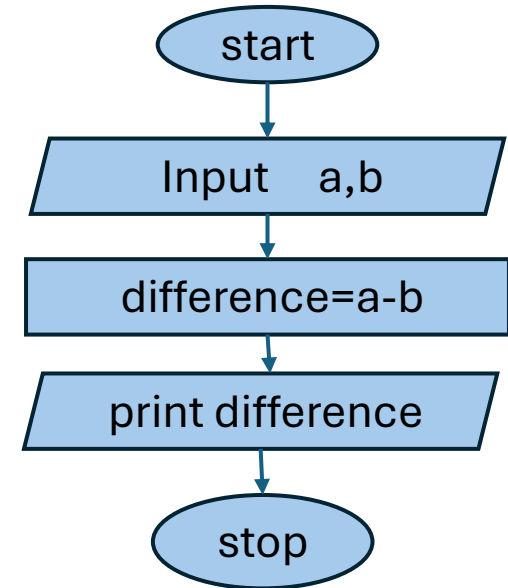 start
Input a,b
difference=a-b
print difference
stop